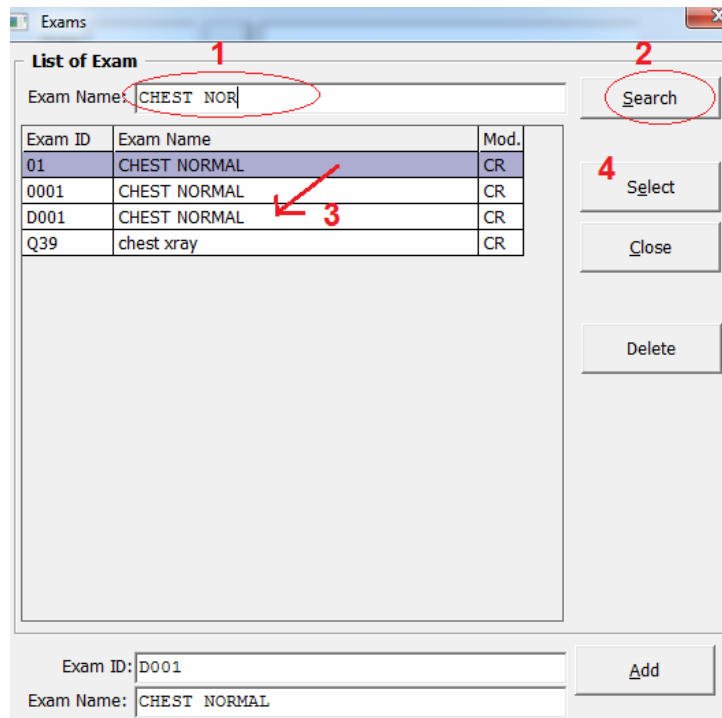 Exams
1 2
List of Exam
Exam Name: CHEST NOR Search
Exam ID Exam Name Mod.
01 CHEST NORMAL CR
0001 CHEST NORMAL CR
D001 CHEST NORMAL CR
Q39 chest xray CR
3
4 Select
Close
Delete
Exam ID: D001 Add
Exam Name: CHEST NORMAL